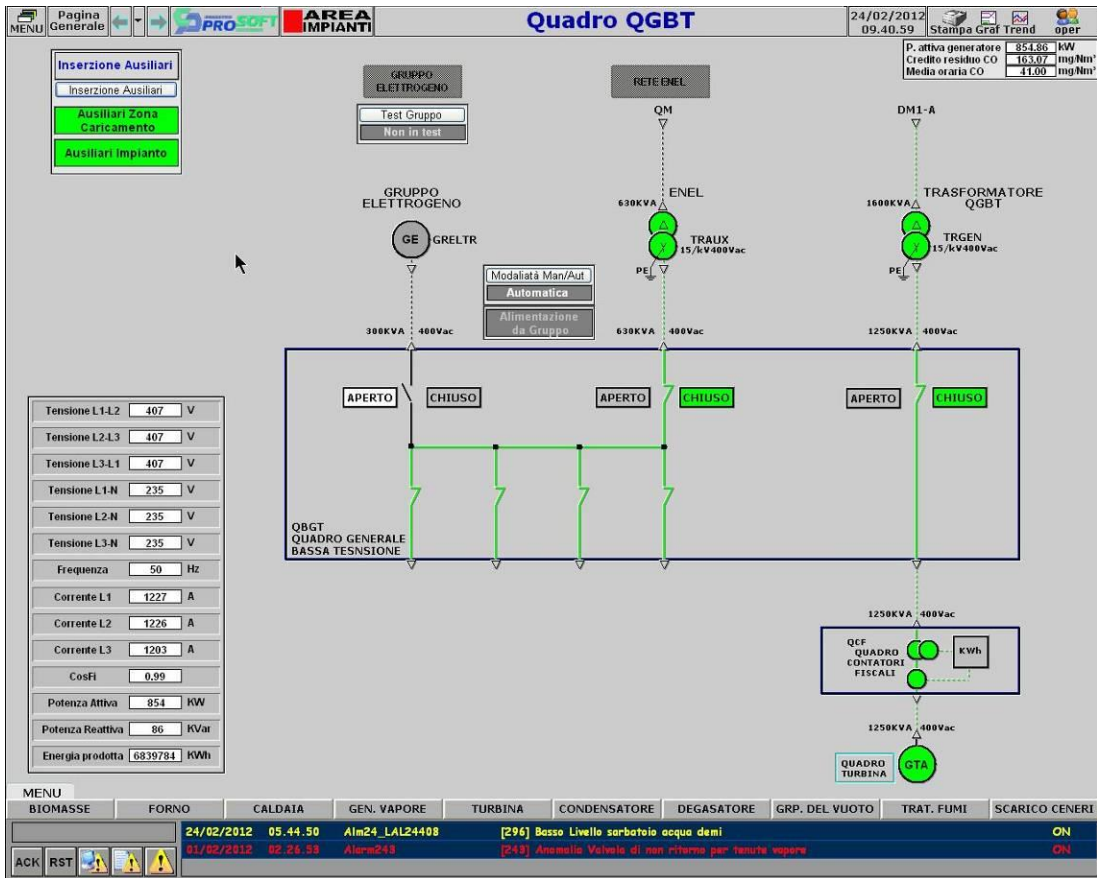 MENU
Pagina Generale
PROSOFT
AREA IMPIANTI
Quadro QGBT
24/02/2012
09.40.59
Stampa Graf Trend
oper
P. attiva generatore 854.86 kW
Credito residuo CO 163.07 mg/Nm³
Media oraria CO 41.00 mg/Nm³
Inserzione Ausiliari
Inserzione Ausiliari
Ausiliari Zona
Caricamento
Ausiliari Impianto
GRUPPO
ELETTROGENO
Test Gruppo
Non in test
RETE ENEL
QM
DM1-A
GRUPPO
ELETTROGENO
GE GRELTR
630KVA
ENEL
TRAUX
15/kV400Vac
PE
1600KVA
TRASFORMATORE
QGBT
TRGEN
15/kV400Vac
PE
Modaliatà Man/Aut
Automatica
Alimentazione
da Gruppo
300KVA 400Vac
630KVA 400Vac
1250KVA 400Vac
APERTO CHIUSO
APERTO CHIUSO
APERTO CHIUSO
QBGT
QUADRO GENERALE
BASSA TESNSIONE
Tensione L1-L2 407 V
Tensione L2-L3 407 V
Tensione L3-L1 407 V
Tensione L1-N 235 V
Tensione L2-N 235 V
Tensione L3-N 235 V
Frequenza 50 Hz
Corrente L1 1227 A
Corrente L2 1226 A
Corrente L3 1203 A
CosFi 0.99
Potenza Attiva 854 KW
Potenza Reattiva 86 KVar
Energia prodotta 6839784 KWh
1250KVA 400Vac
QCF
QUADRO
CONTATORI
FISCALI
KWh
1250KVA 400Vac
QUADRO
TURBINA
GTA
MENU
BIOMASSE FORNO CALDAIA GEN. VAPORE TURBINA CONDENSATORE DEGASATORE GRP. DEL VUOTO TRAT. FUMI SCARICO CENERI
24/02/2012 05.44.50 Alm24_LAL24408 [296] Basso Livello sarbatoio acqua demi ON
01/02/2012 02.26.53 Alarm243 [243] Anomalia Valvola di non ritorno per tenute vapore ON
ACK RST